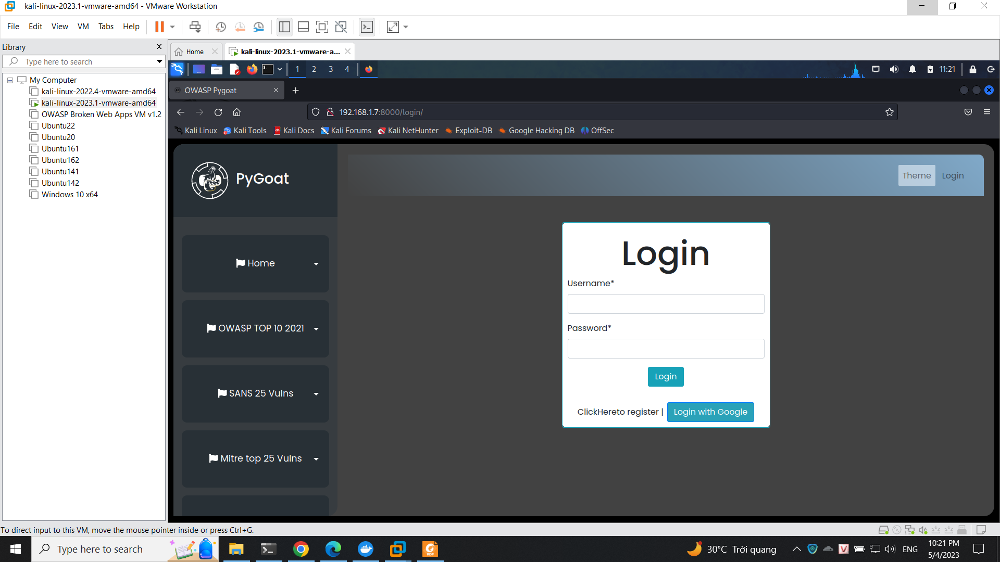 kali-linux-2023.1-vmware-amd64 - VMware Workstation
File Edit View VM Tabs Help
Library
Type here to search
My Computer
kali-linux-2022.4-vmware-amd64
kali-linux-2023.1-vmware-amd64
OWASP Broken Web Apps VM v1.2
Ubuntu22
Ubuntu20
Ubuntu161
Ubuntu162
Ubuntu141
Ubuntu142
Windows 10 x64
Home
kali-linux-2023.1-vmware-a...
1 2 3 4
11:21
OWASP Pygoat
192.168.1.7:8000/login/
Kali Linux Kali Tools Kali Docs Kali Forums Kali NetHunter Exploit-DB Google Hacking DB OffSec
PyGoat
Home
OWASP TOP 10 2021
SANS 25 Vulns
Mitre top 25 Vulns
Theme Login
Login
Username*
Password*
Login
ClickHereto register | Login with Google
To direct input to this VM, move the mouse pointer inside or press Ctrl+G.
Type here to search
30°C Trời quang
ENG
10:21 PM
5/4/2023